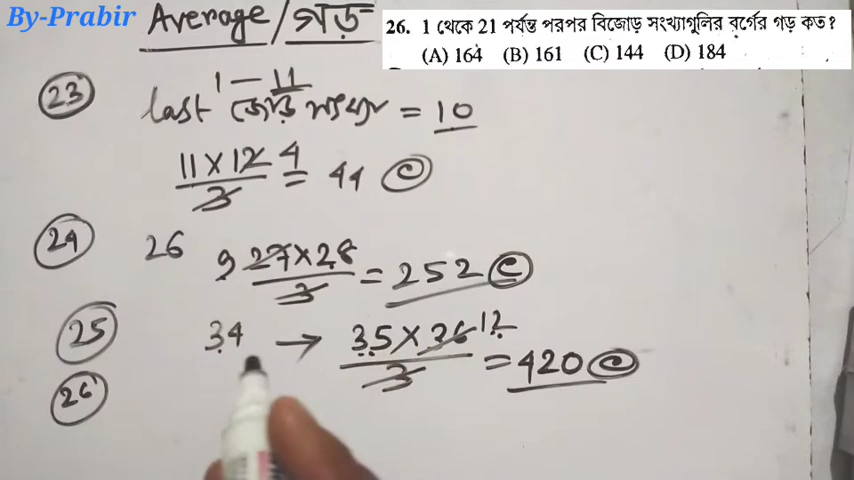 By-Prabir
Average/গড়
26. 1 থেকে 21 পর্যন্ত পরপর বিজোড় সংখ্যাগুলির বর্গের গড় কত?
(A) 164 (B) 161 (C) 144 (D) 184
23
1 — 11
last জোড় সংখ্যা = 10
11 × 12 4
3 = 44 C
24 26 9 27×28
3 = 252 C
25 34 → 35 × 36 12
3 = 420 C
26